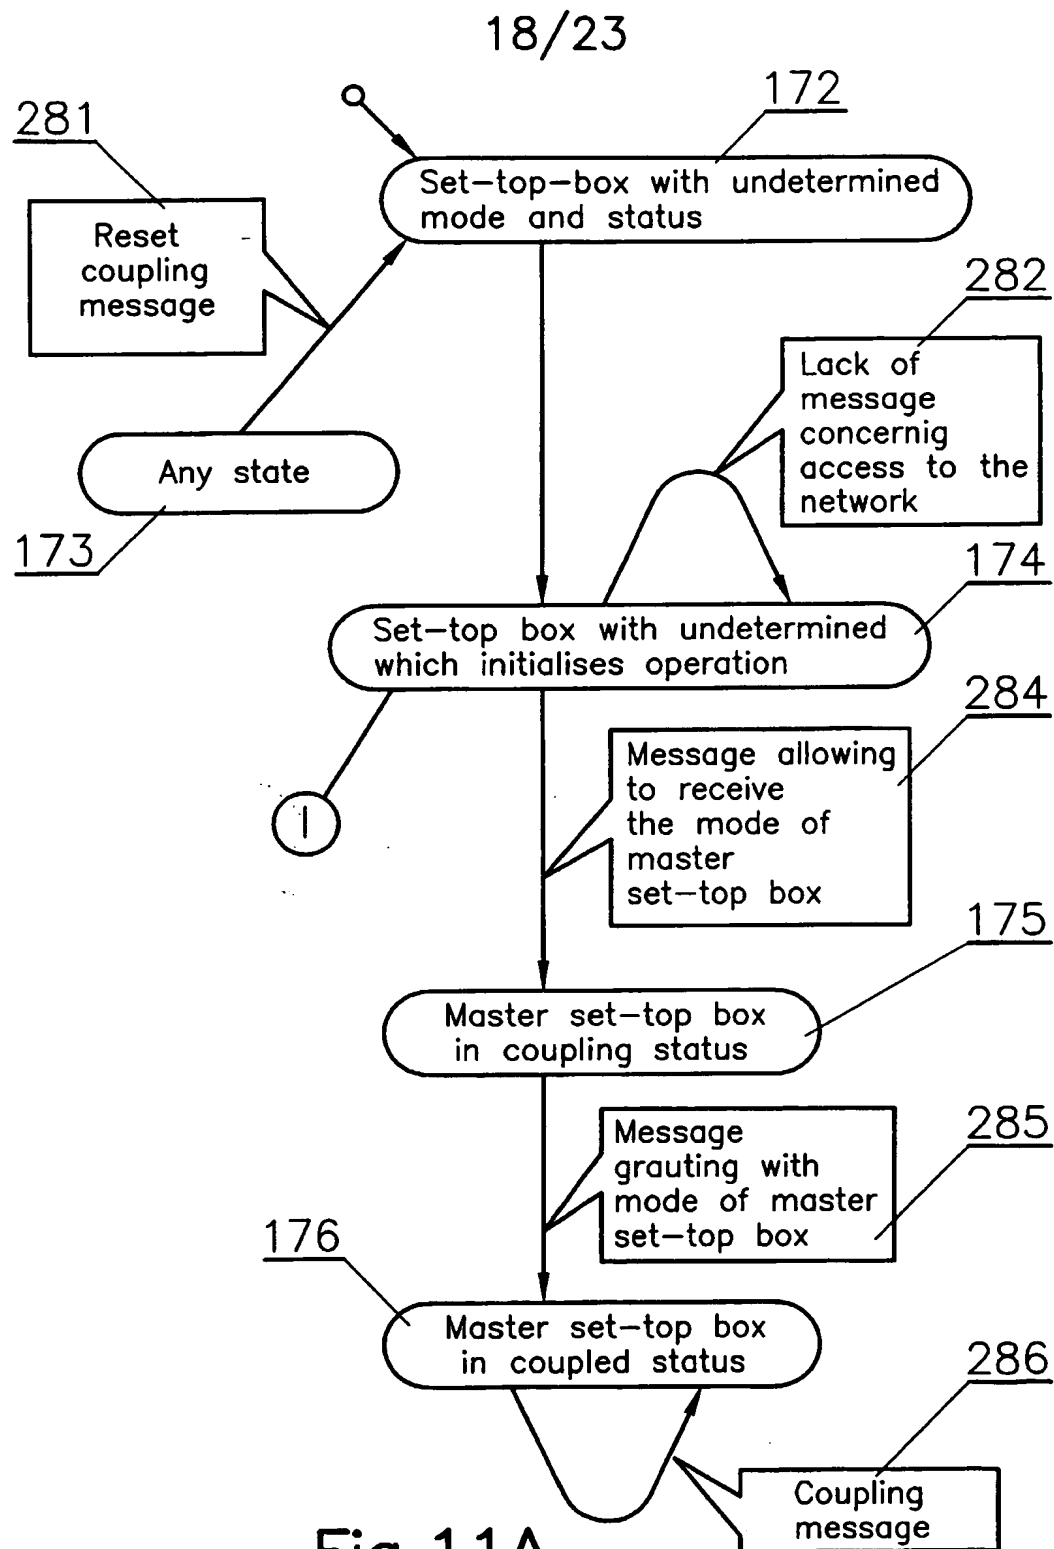 18/23
172
281
Set-top-box with undetermined
mode and status
Reset
coupling
message
282
Lack of
message
concernig
access to the
network
Any state
173
174
Set-top box with undetermined
which initialises operation
284
Message allowing
to receive
the mode of
master
set-top box
I
175
Master set-top box
in coupling status
285
Message
grauting with
mode of master
set-top box
176
Master set-top box
in coupled status
286
Coupling
message
Fig.11A